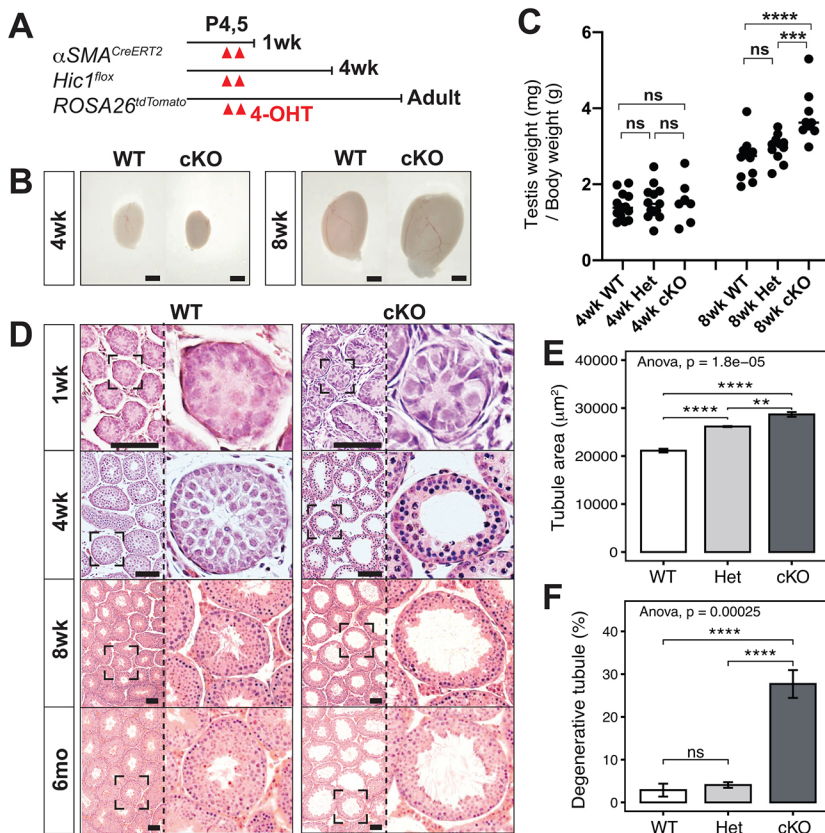 A
P4,5
αSMA^CreERT2
1wk
Hic1^flox
4wk
ROSA26^tdTomato
Adult
4-OHT
B
WT cKO
4wk
WT cKO
8wk
C
Testis weight (mg)
/ Body weight (g)
6
4
2
0
ns
ns
ns
ns
***
****
4wk WT
4wk Het
4wk cKO
8wk WT
8wk Het
8wk cKO
D
WT
cKO
1wk
4wk
8wk
6mo
E
Anova, p = 1.8e−05
Tubule area (μm²)
40000
30000
20000
10000
0
****
****
**
WT
Het
cKO
F
Anova, p = 0.00025
Degenerative tubule (%)
40
30
20
10
0
****
****
ns
WT
Het
cKO